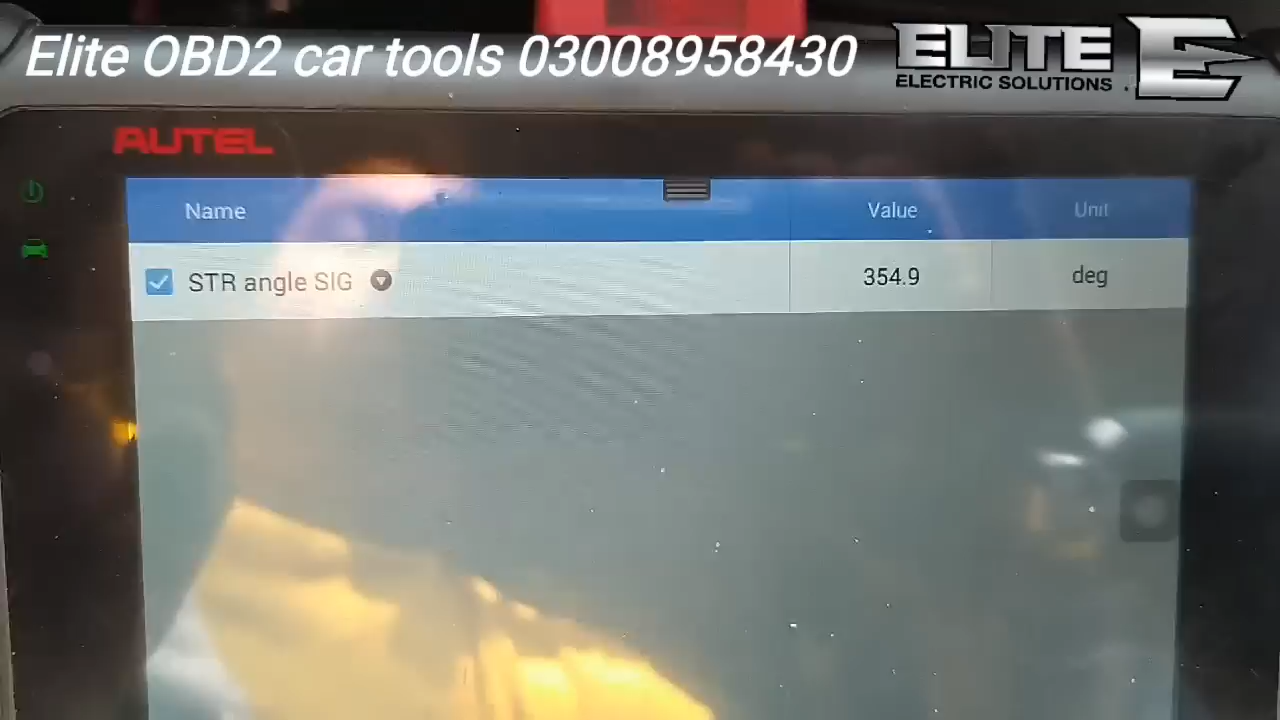 Elite OBD2 car tools 03008958430
ELITE
ELECTRIC SOLUTIONS
E
AUTEL
Name Value Unit
STR angle SIG 354.9 deg